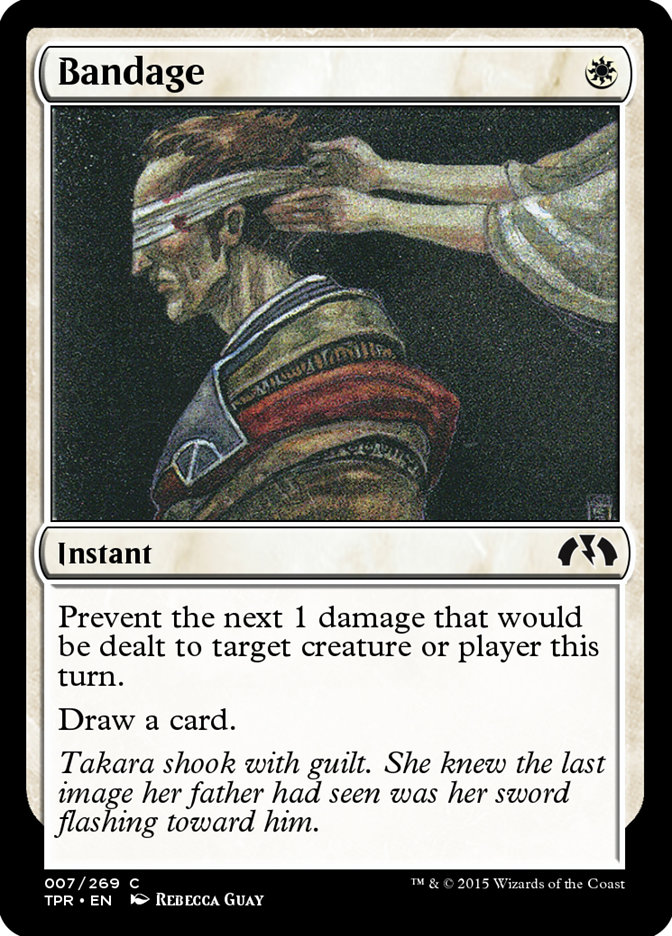 Bandage
Instant
Prevent the next 1 damage that would
be dealt to target creature or player this
turn.
Draw a card.
Takara shook with guilt. She knew the last
image her father had seen was her sword
flashing toward him.
007/269 C
TPR • EN Rebecca Guay
™ & © 2015 Wizards of the Coast